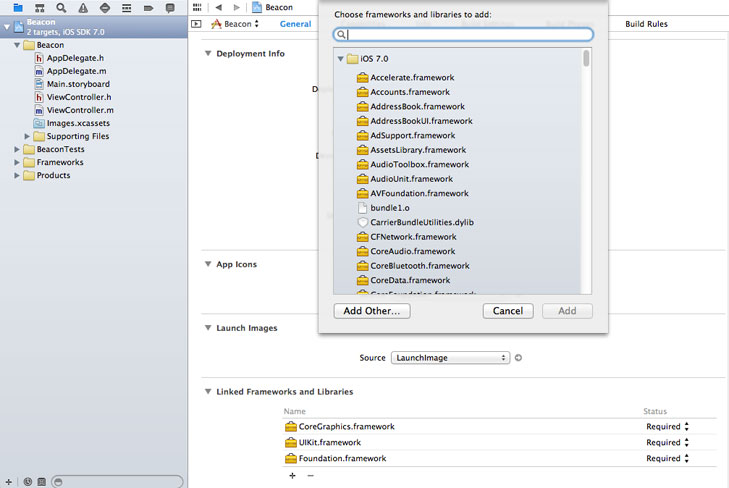 Beacon
Choose frameworks and libraries to add:
Beacon
2 targets, iOS SDK 7.0
Beacon
General
Build Rules
Beacon
AppDelegate.h
AppDelegate.m
Main.storyboard
ViewController.h
ViewController.m
Images.xcassets
Supporting Files
BeaconTests
Frameworks
Products
Deployment Info
iOS 7.0
Accelerate.framework
Accounts.framework
AddressBook.framework
AddressBookUI.framework
AdSupport.framework
AssetsLibrary.framework
AudioToolbox.framework
AudioUnit.framework
AVFoundation.framework
bundle1.o
CarrierBundleUtilities.dylib
CFNetwork.framework
CoreAudio.framework
CoreBluetooth.framework
CoreData.framework
CoreFoundation.framework
Add Other...
Cancel
Add
App Icons
Launch Images
Source LaunchImage
Linked Frameworks and Libraries
Name Status
CoreGraphics.framework Required
UIKit.framework Required
Foundation.framework Required